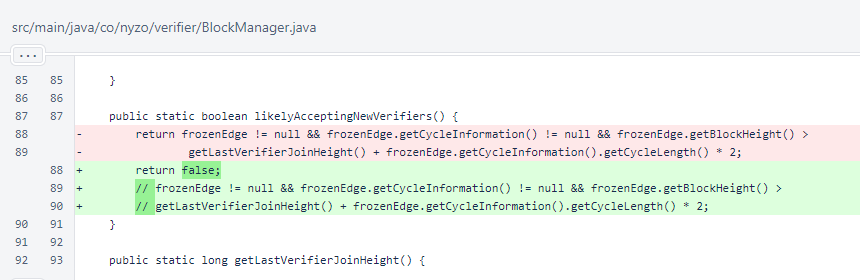 src/main/java/co/nyzo/verifier/BlockManager.java
...
85 85 }
86 86
87 87 public static boolean likelyAcceptingNewVerifiers() {
88 - return frozenEdge != null && frozenEdge.getCycleInformation() != null && frozenEdge.getBlockHeight() >
89 - getLastVerifierJoinHeight() + frozenEdge.getCycleInformation().getCycleLength() * 2;
88 + return false;
89 + // frozenEdge != null && frozenEdge.getCycleInformation() != null && frozenEdge.getBlockHeight() >
90 + // getLastVerifierJoinHeight() + frozenEdge.getCycleInformation().getCycleLength() * 2;
90 91 }
91 92
92 93 public static long getLastVerifierJoinHeight() {